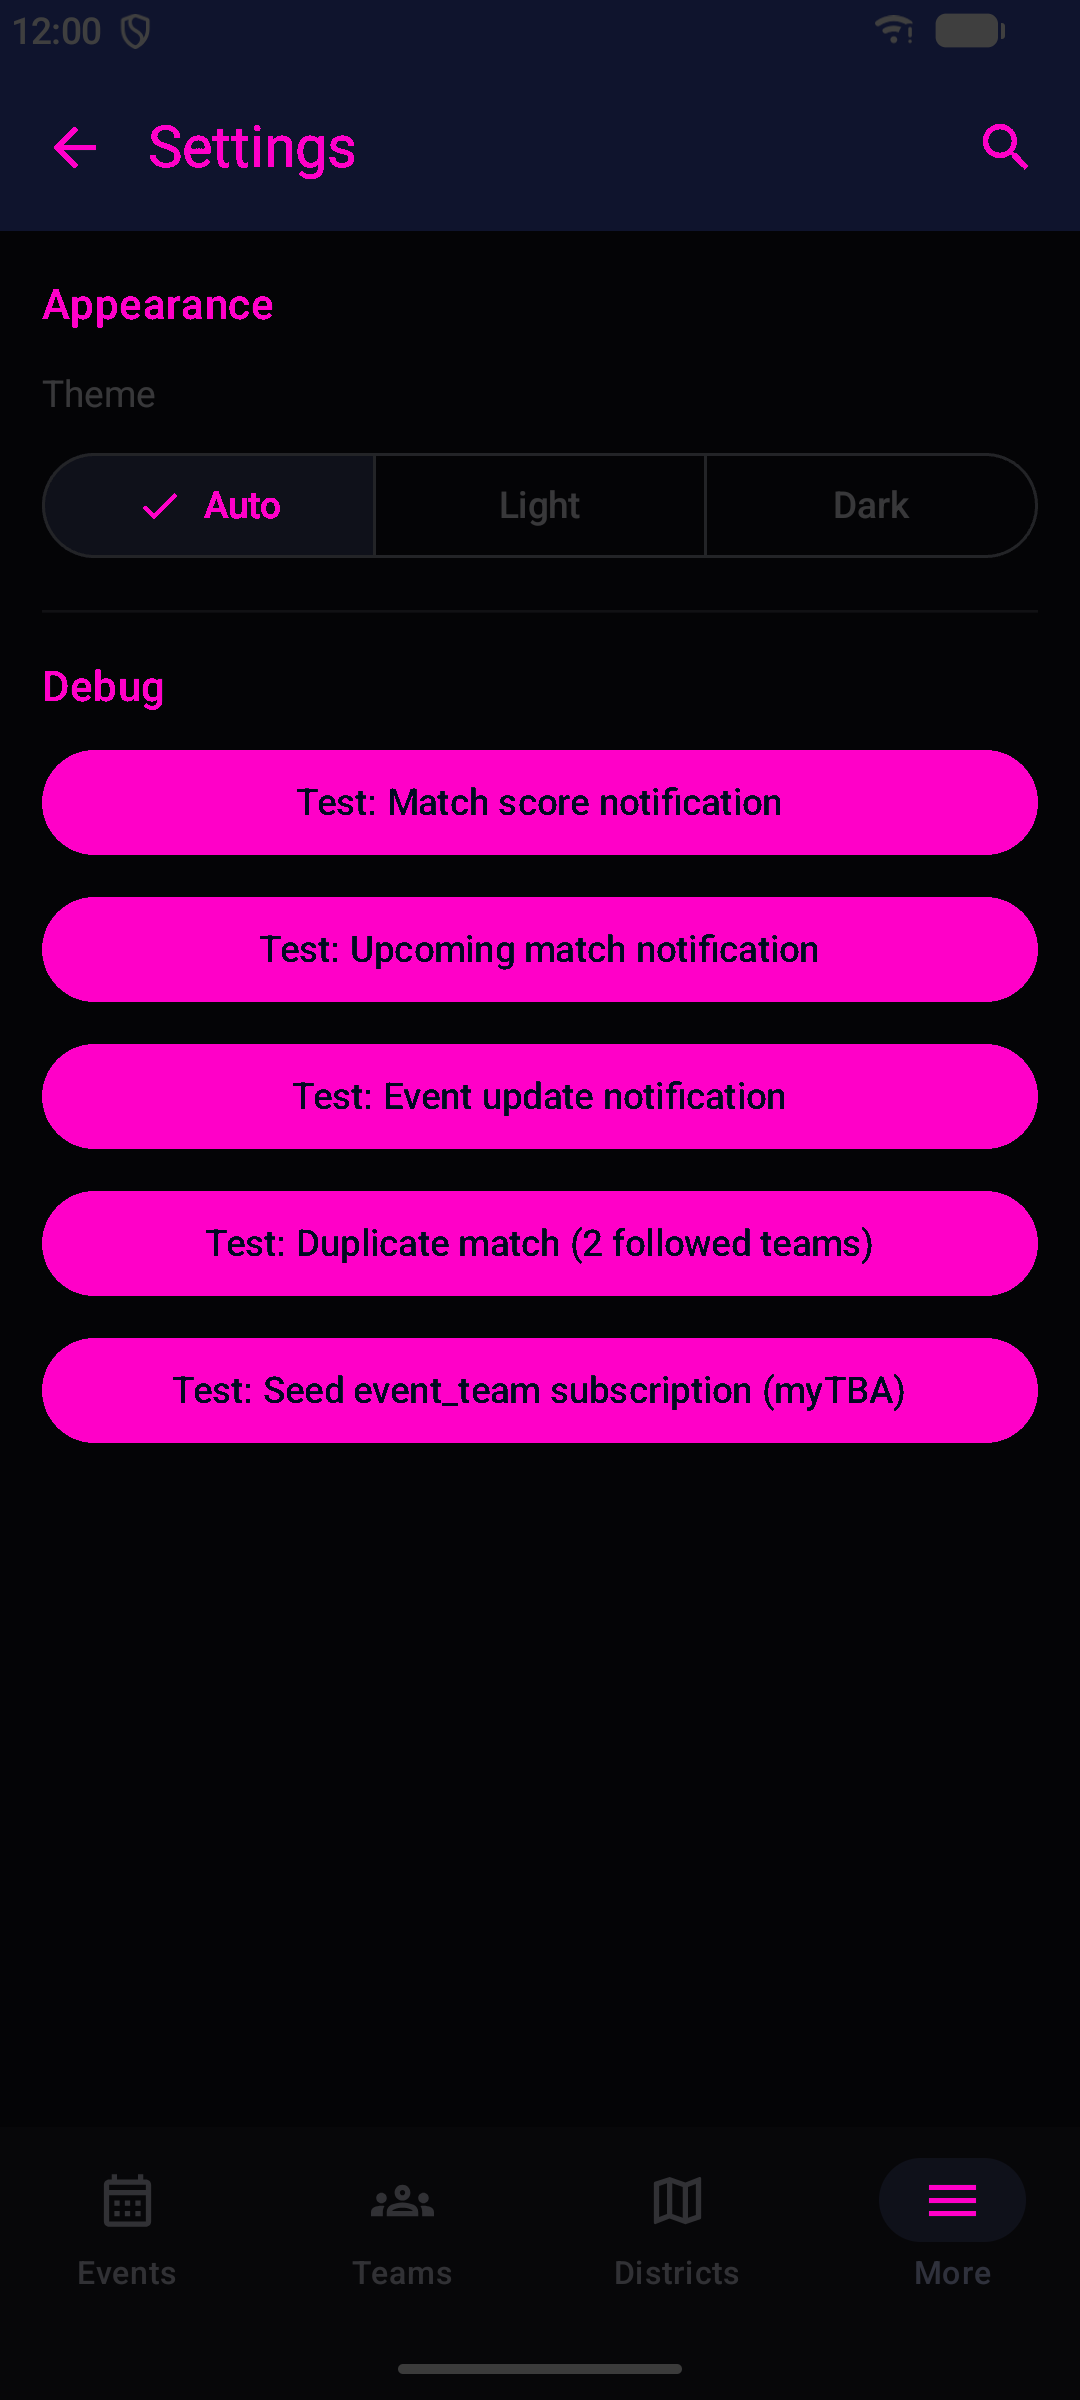 12:00
Settings
Appearance
Theme
Auto
Light
Dark
Debug
Test: Match score notification
Test: Upcoming match notification
Test: Event update notification
Test: Duplicate match (2 followed teams)
Test: Seed event_team subscription (myTBA)
Events
Teams
Districts
More